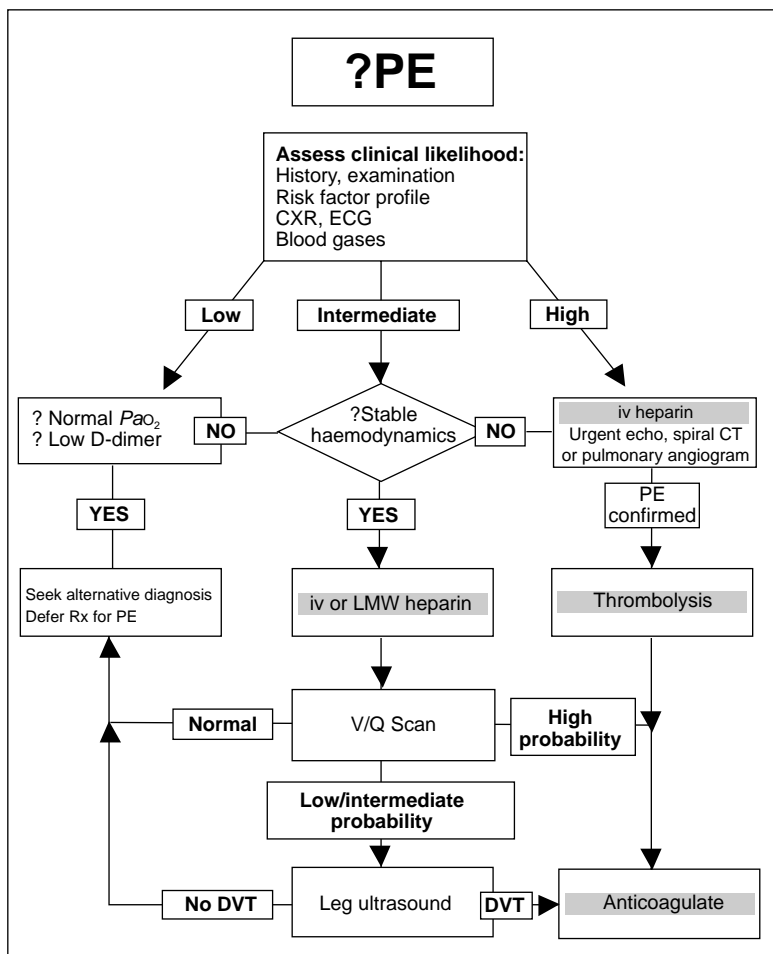 ?PE
Assess clinical likelihood:
History, examination
Risk factor profile
CXR, ECG
Blood gases
Low
Intermediate
High
? Normal PaO₂
? Low D-dimer
NO
?Stable
haemodynamics
NO
iv heparin
Urgent echo, spiral CT
or pulmonary angiogram
YES
YES
PE
confirmed
Seek alternative diagnosis
Defer Rx for PE
iv or LMW heparin
Thrombolysis
Normal
V/Q Scan
High
probability
Low/intermediate
probability
No DVT
Leg ultrasound
DVT
Anticoagulate